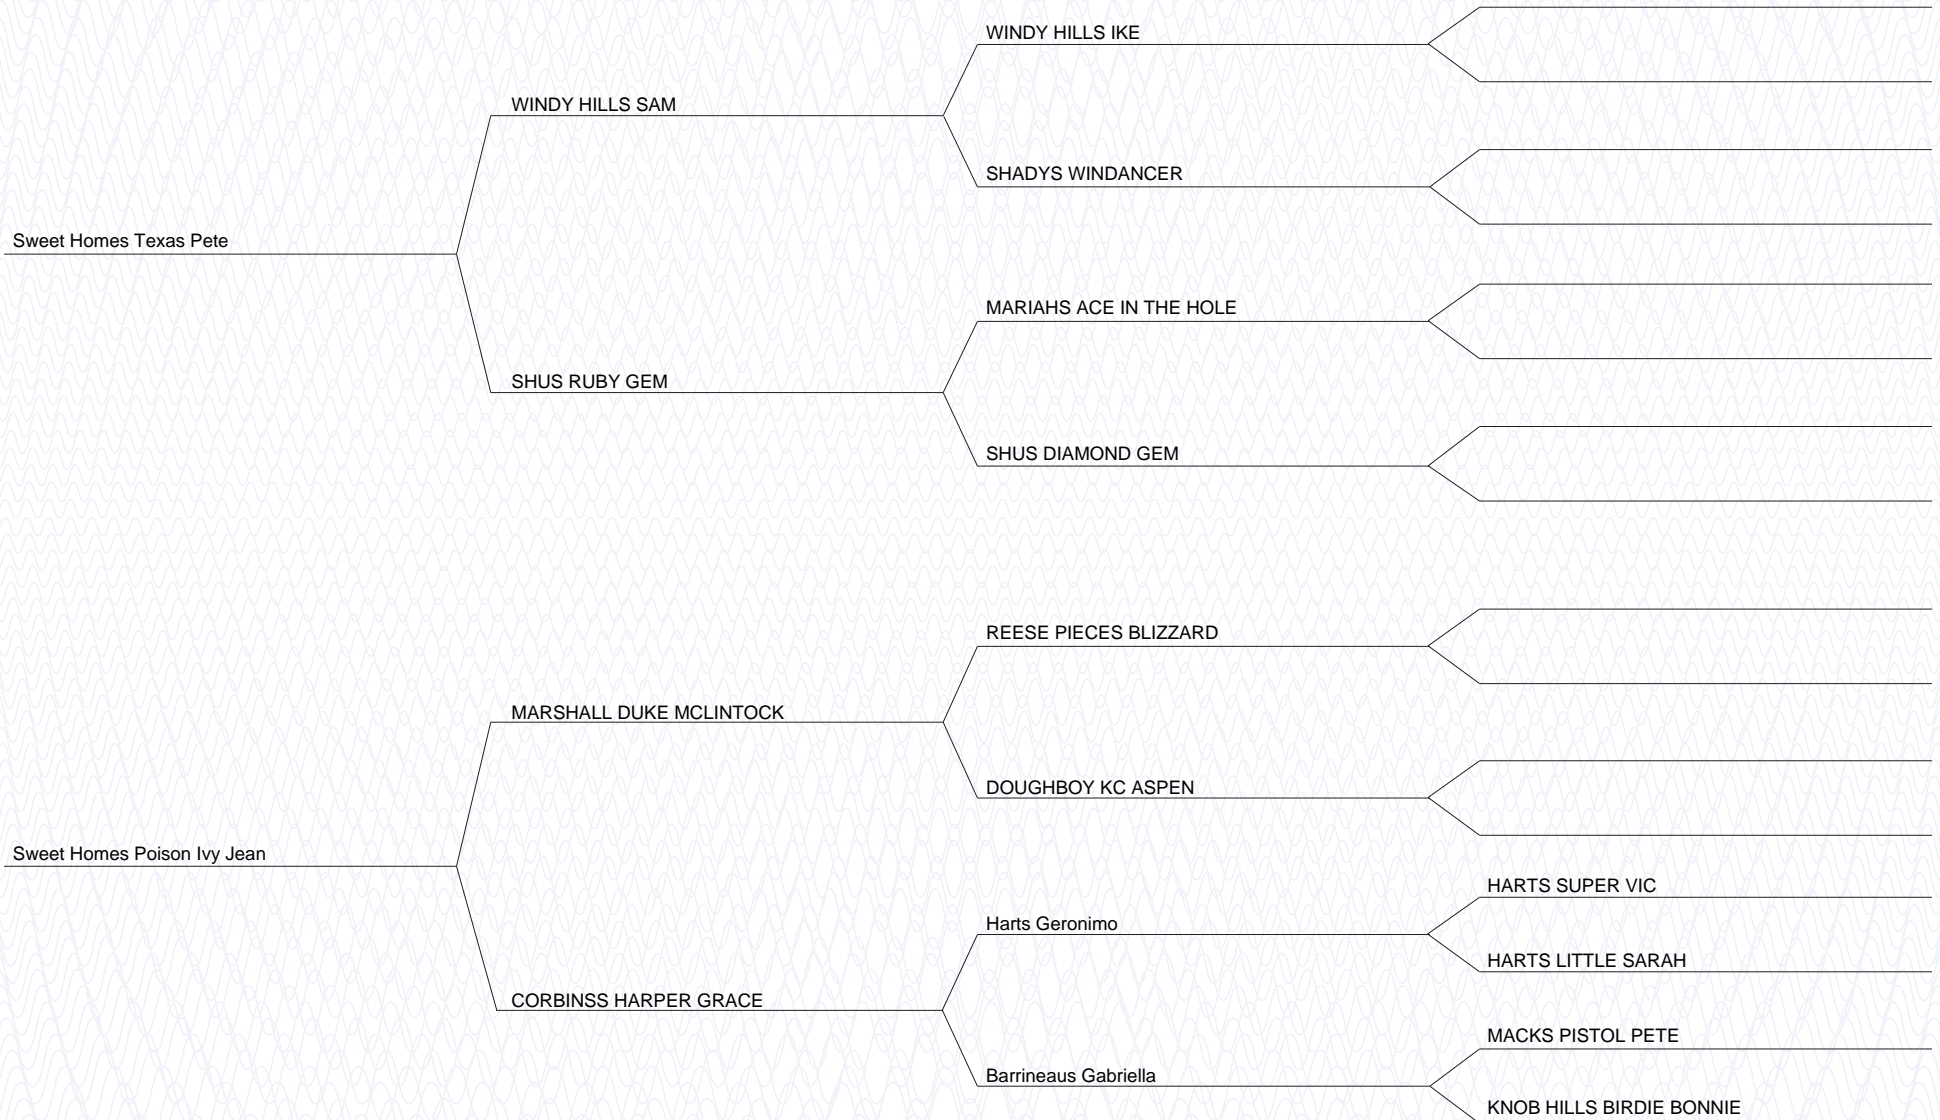 WINDY HILLS IKE
WINDY HILLS SAM
SHADYS WINDANCER
Sweet Homes Texas Pete
MARIAHS ACE IN THE HOLE
SHUS RUBY GEM
SHUS DIAMOND GEM
REESE PIECES BLIZZARD
MARSHALL DUKE MCLINTOCK
DOUGHBOY KC ASPEN
Sweet Homes Poison Ivy Jean
HARTS SUPER VIC
Harts Geronimo
HARTS LITTLE SARAH
CORBINSS HARPER GRACE
MACKS PISTOL PETE
Barrineaus Gabriella
KNOB HILLS BIRDIE BONNIE